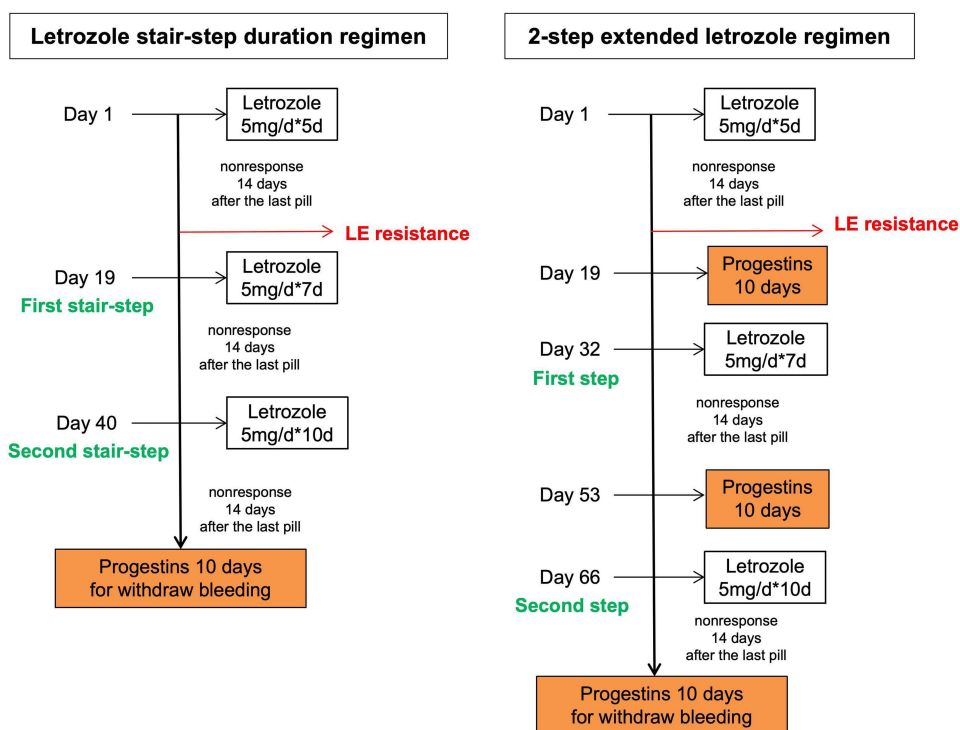 Letrozole stair-step duration regimen
Day 1
Letrozole
5mg/d*5d
nonresponse
14 days
after the last pill
LE resistance
Day 19
First stair-step
Letrozole
5mg/d*7d
nonresponse
14 days
after the last pill
Day 40
Second stair-step
Letrozole
5mg/d*10d
nonresponse
14 days
after the last pill
Progestins 10 days
for withdraw bleeding
2-step extended letrozole regimen
Day 1
Letrozole
5mg/d*5d
nonresponse
14 days
after the last pill
LE resistance
Day 19
Progestins
10 days
Day 32
First step
Letrozole
5mg/d*7d
nonresponse
14 days
after the last pill
Day 53
Progestins
10 days
Day 66
Second step
Letrozole
5mg/d*10d
nonresponse
14 days
after the last pill
Progestins 10 days
for withdraw bleeding